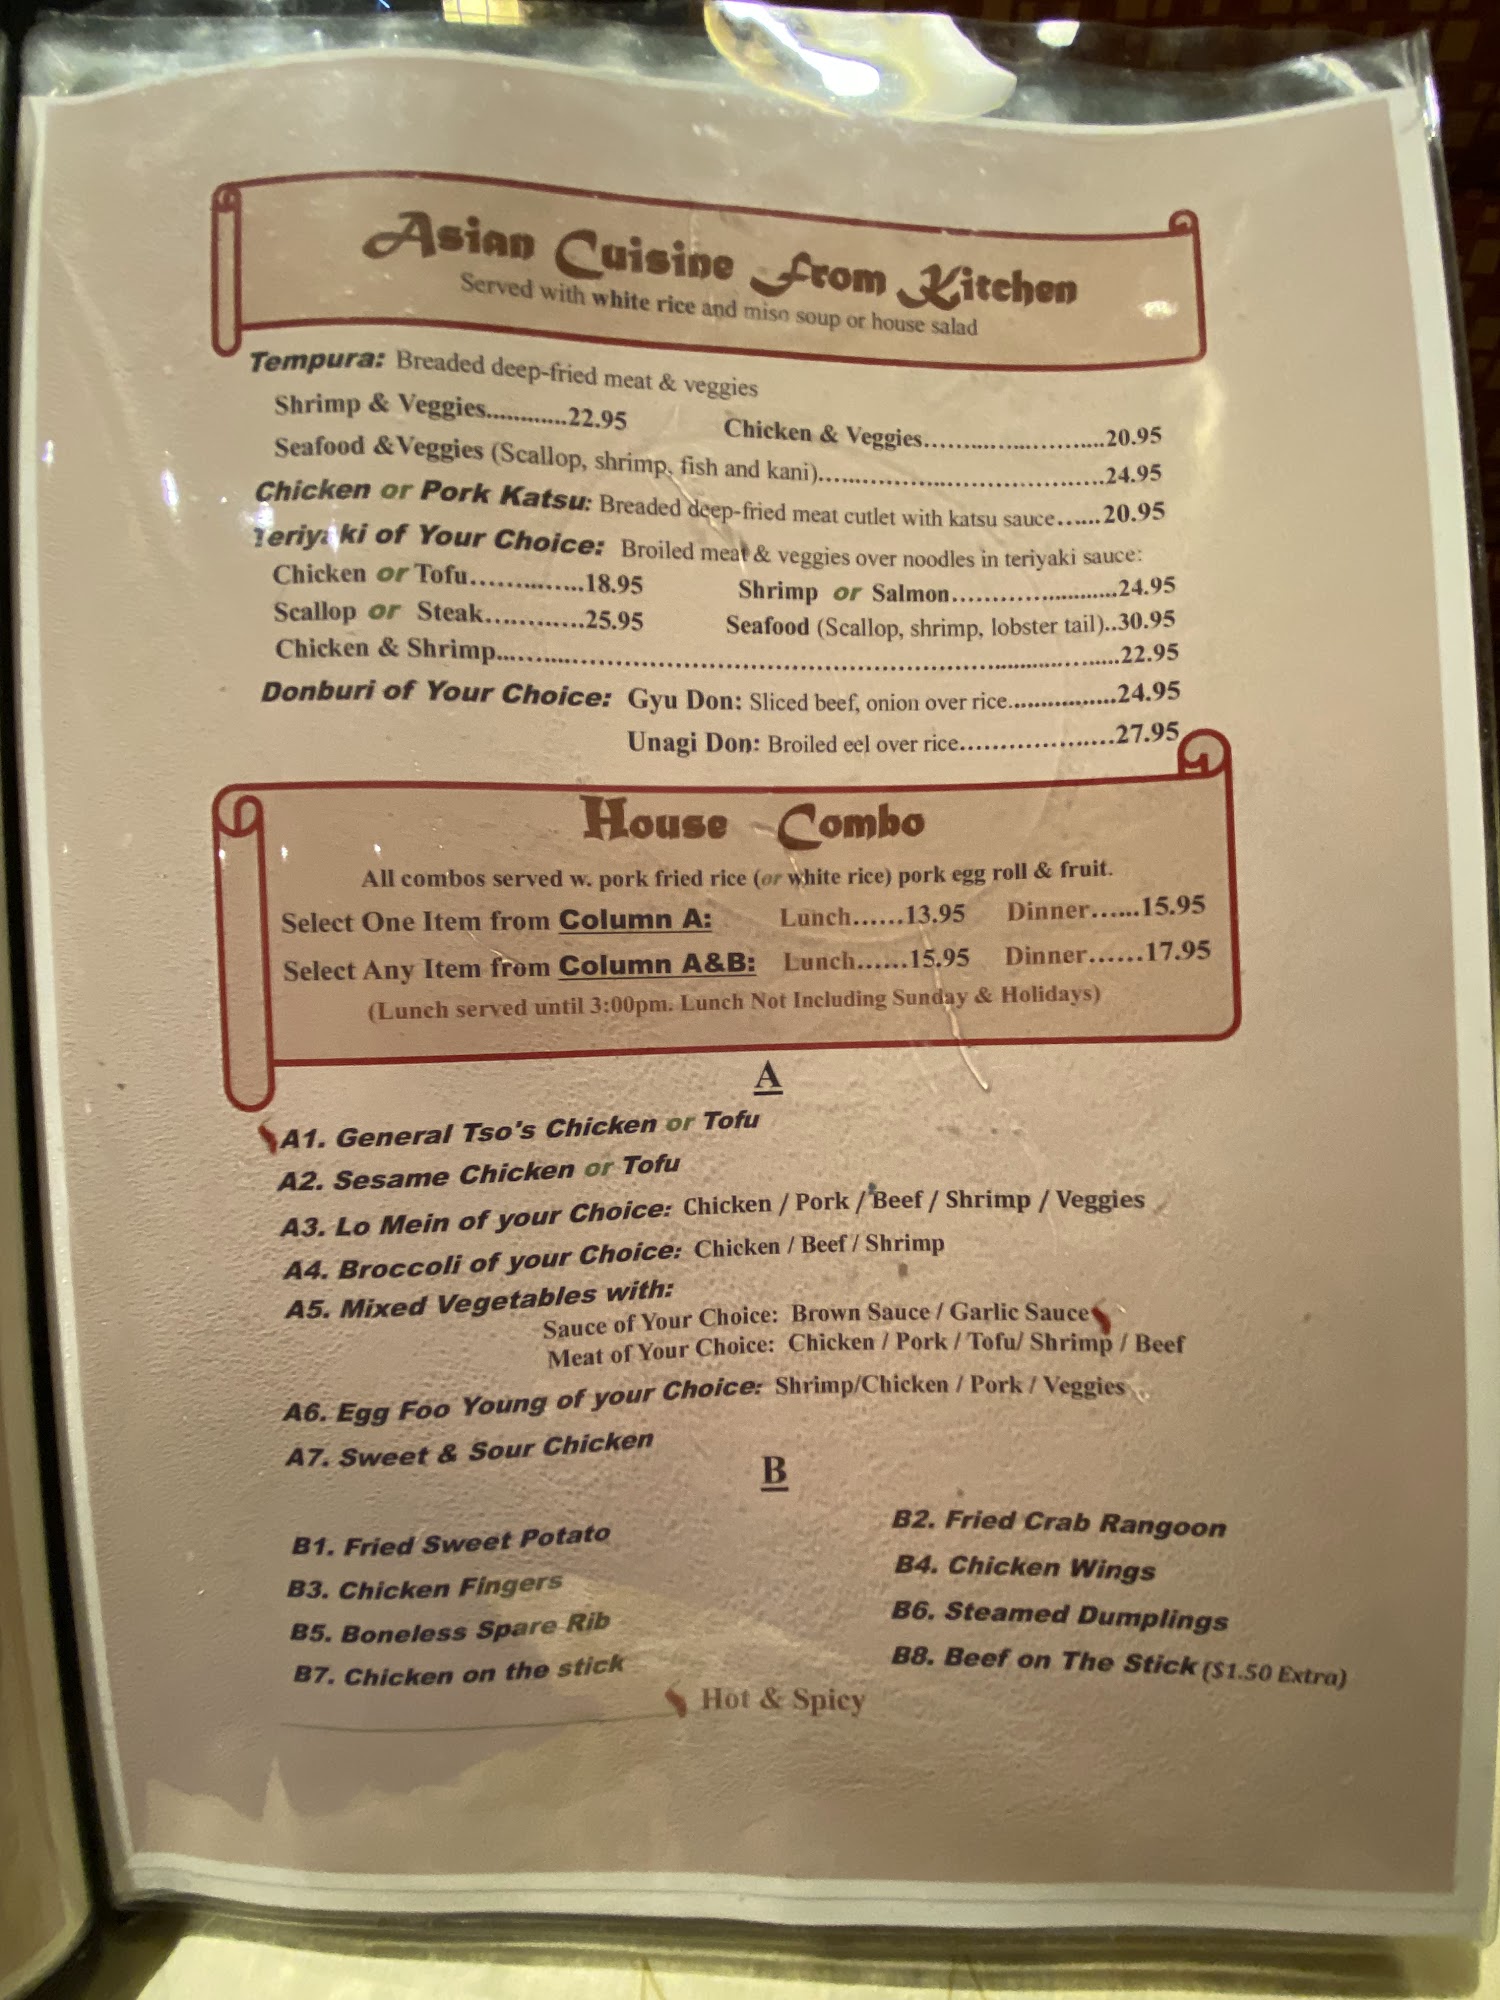 Asian Cuisine From Kitchen
Served with white rice and miso soup or house salad
Tempura: Breaded deep-fried meat & veggies
Shrimp & Veggies............22.95 Chicken & Veggies......................20.95
Seafood &Veggies (Scallop, shrimp, fish and kani).......................................24.95
Chicken or Pork Katsu: Breaded deep-fried meat cutlet with katsu sauce......20.95
Teriyaki of Your Choice: Broiled meat & veggies over noodles in teriyaki sauce:
Chicken or Tofu..............18.95 Shrimp or Salmon.......................24.95
Scallop or Steak.............25.95 Seafood (Scallop, shrimp, lobster tail)..30.95
Chicken & Shrimp...................................................................................22.95
Donburi of Your Choice: Gyu Don: Sliced beef, onion over rice................24.95
Unagi Don: Broiled eel over rice......................27.95
House Combo
All combos served w. pork fried rice (or white rice) pork egg roll & fruit.
Select One Item from Column A: Lunch......13.95 Dinner......15.95
Select Any Item from Column A&B: Lunch......15.95 Dinner......17.95
(Lunch served until 3:00pm. Lunch Not Including Sunday & Holidays)
A
A1. General Tso's Chicken or Tofu
A2. Sesame Chicken or Tofu
A3. Lo Mein of your Choice: Chicken / Pork / Beef / Shrimp / Veggies
A4. Broccoli of your Choice: Chicken / Beef / Shrimp
A5. Mixed Vegetables with:
Sauce of Your Choice: Brown Sauce / Garlic Sauce
Meat of Your Choice: Chicken / Pork / Tofu/ Shrimp / Beef
A6. Egg Foo Young of your Choice: Shrimp/Chicken / Pork / Veggies
A7. Sweet & Sour Chicken
B
B1. Fried Sweet Potato B2. Fried Crab Rangoon
B3. Chicken Fingers B4. Chicken Wings
B5. Boneless Spare Rib B6. Steamed Dumplings
B7. Chicken on the stick B8. Beef on The Stick ($1.50 Extra)
Hot & Spicy